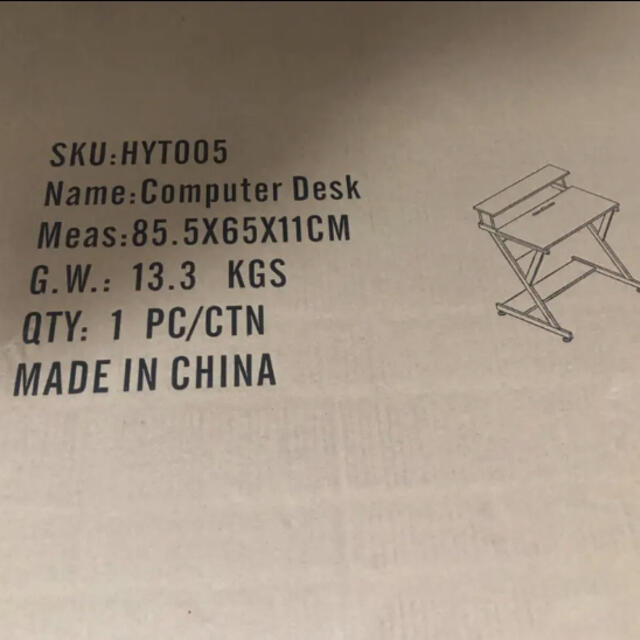 SKU:HYT005
Name:Computer Desk
Meas:85.5X65X11CM
G.W.: 13.3 KGS
QTY: 1 PC/CTN
MADE IN CHINA